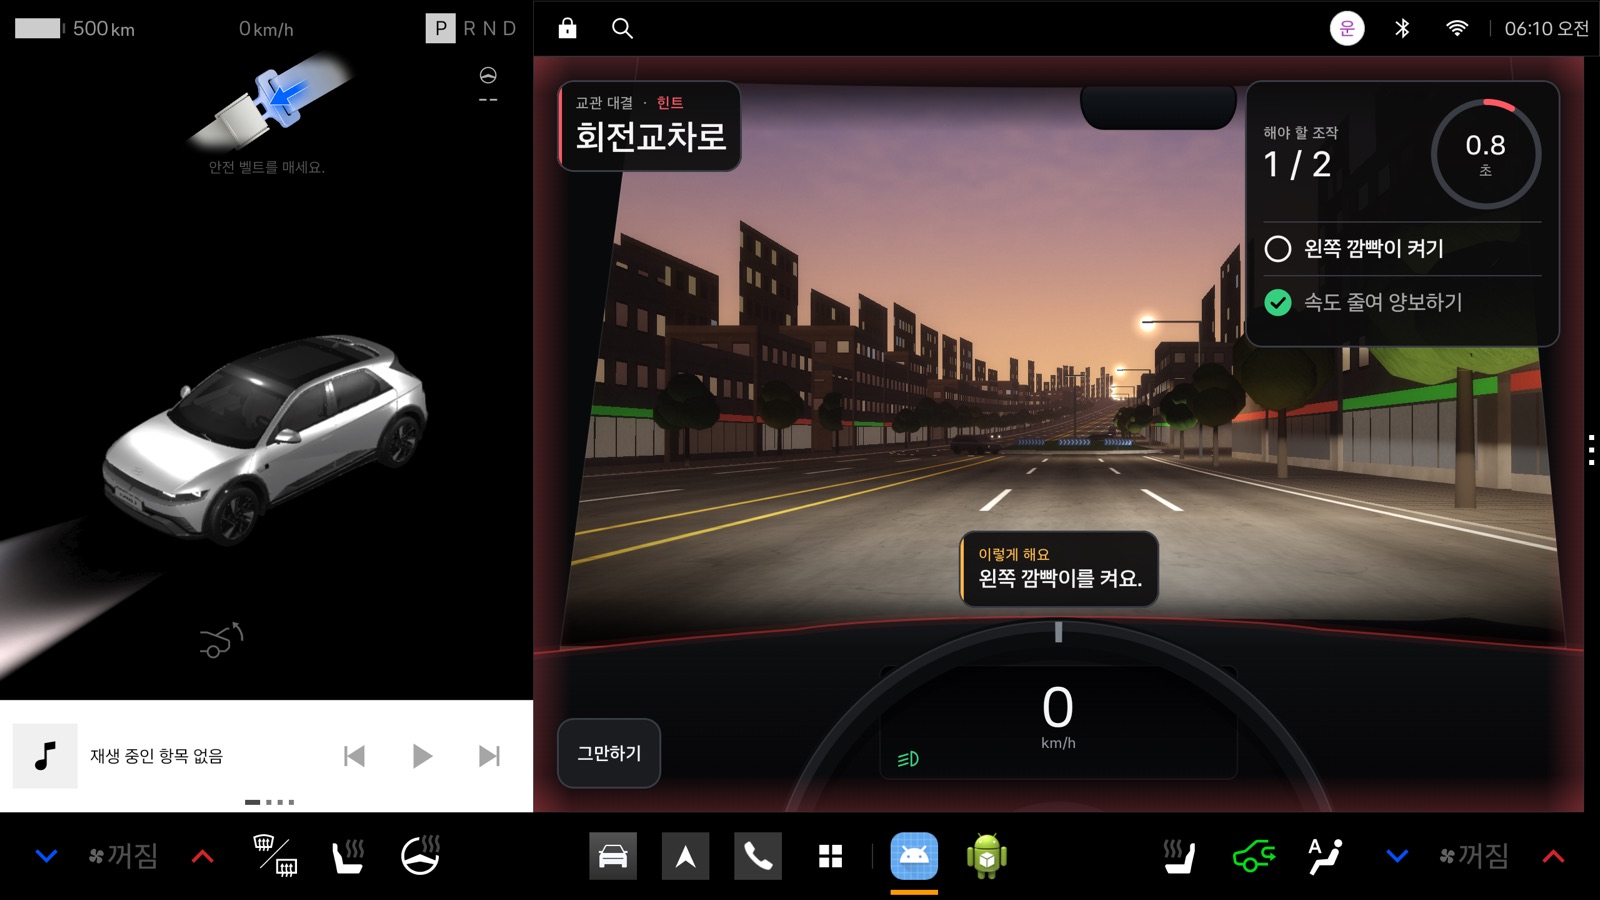 500 km
0 km/h
P R N D
운
06:10 오전
--
안전 벨트를 매세요.
교관 대결 · 힌트
회전교차로
해야 할 조작
1 / 2
0.8
초
왼쪽 깜빡이 켜기
속도 줄여 양보하기
이렇게 해요
왼쪽 깜빡이를 켜요.
0
km/h
그만하기
재생 중인 항목 없음
꺼짐
A
꺼짐